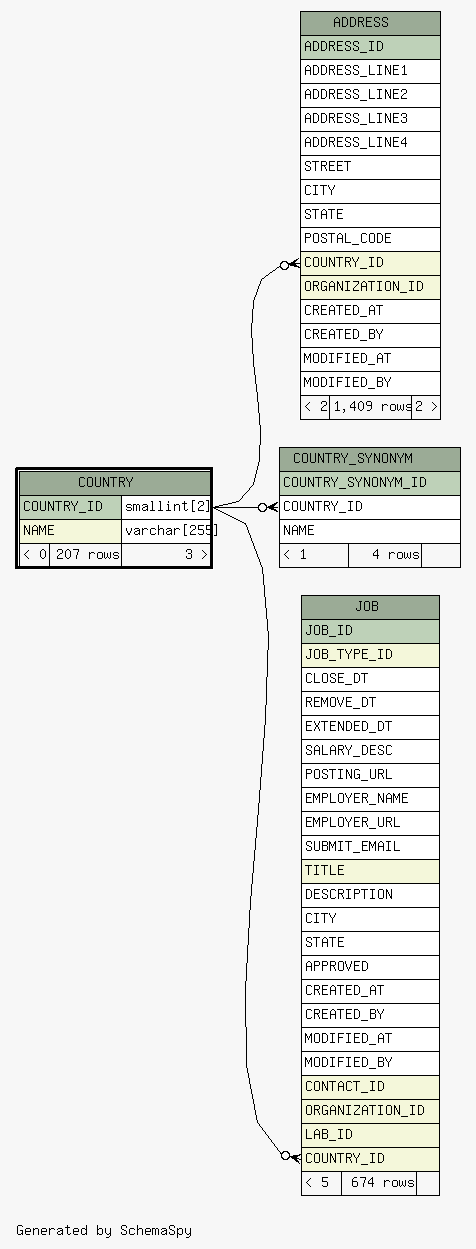 ADDRESS
ADDRESS_ID
ADDRESS_LINE1
ADDRESS_LINE2
ADDRESS_LINE3
ADDRESS_LINE4
STREET
CITY
STATE
POSTAL_CODE
COUNTRY_ID
ORGANIZATION_ID
CREATED_AT
CREATED_BY
MODIFIED_AT
MODIFIED_BY
< 2 1,409 rows 2 >
COUNTRY
COUNTRY_ID smallint[2]
NAME varchar[255]
< 0 207 rows 3 >
COUNTRY_SYNONYM
COUNTRY_SYNONYM_ID
COUNTRY_ID
NAME
< 1 4 rows
JOB
JOB_ID
JOB_TYPE_ID
CLOSE_DT
REMOVE_DT
EXTENDED_DT
SALARY_DESC
POSTING_URL
EMPLOYER_NAME
EMPLOYER_URL
SUBMIT_EMAIL
TITLE
DESCRIPTION
CITY
STATE
APPROVED
CREATED_AT
CREATED_BY
MODIFIED_AT
MODIFIED_BY
CONTACT_ID
ORGANIZATION_ID
LAB_ID
COUNTRY_ID
< 5 674 rows
Generated by SchemaSpy